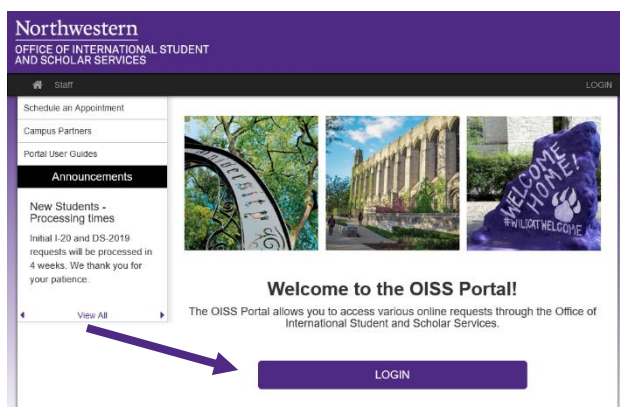 Northwestern
OFFICE OF INTERNATIONAL STUDENT
AND SCHOLAR SERVICES
Staff
LOGIN
Schedule an Appointment
Campus Partners
Portal User Guides
Announcements
New Students -
Processing times
Initial I-20 and DS-2019
requests will be processed in
4 weeks. We thank you for
your patience.
View All
University
WELCOME
HOME!
#WILDCATWELCOME
Welcome to the OISS Portal!
The OISS Portal allows you to access various online requests through the Office of
International Student and Scholar Services.
LOGIN